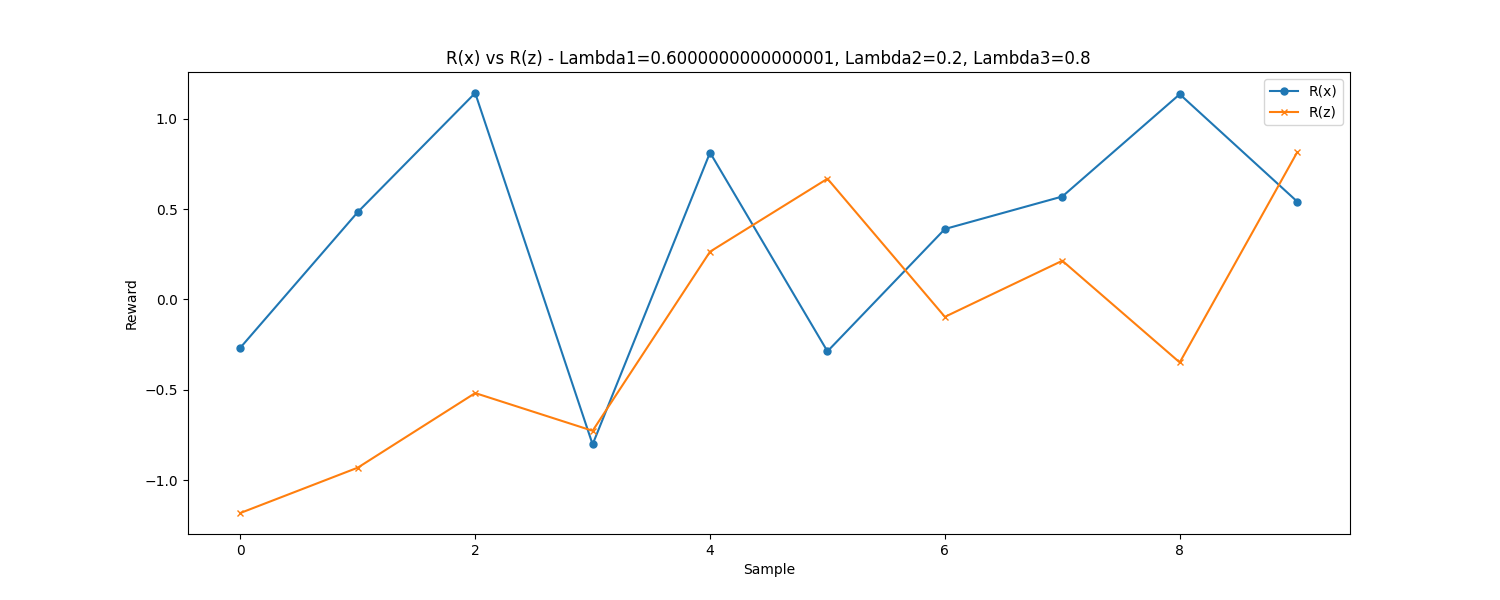 R(x) vs R(z) - Lambda1=0.6000000000000001, Lambda2=0.2, Lambda3=0.8
R(x)
R(z)
1.0
0.5
0.0
−0.5
−1.0
Reward
0 2 4 6 8
Sample